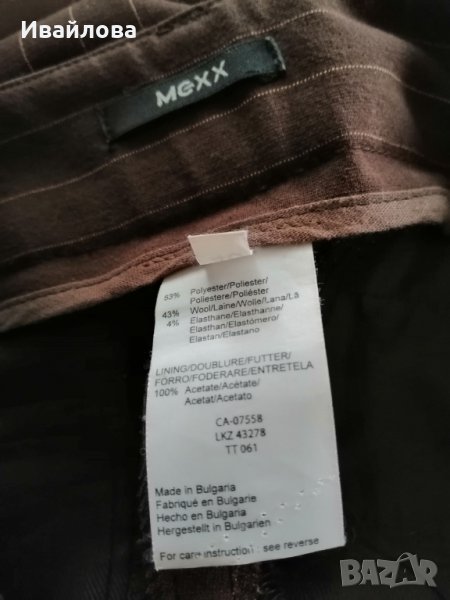 Ивайлова
MEXX
53% Polyester/Poliester/
Poliestere/Poliéster
43% Wool/Laine/Wolle/Lana/Lã
4% Elasthane/Elasthanne/
Elasthan/Elastómero/
Elastan/Elastano
LINING/DOUBLURE/FUTTER/
FORRO/FODERARE/ENTRETELA
100% Acetate/Acétate/
Acetat/Acetato
CA-07558
LKZ 43278
TT 061
Made in Bulgaria
Fabriqué en Bulgarie
Hecho en Bulgaria
Hergestellt in Bulgarien
For care instruction : see reverse
BAZAR